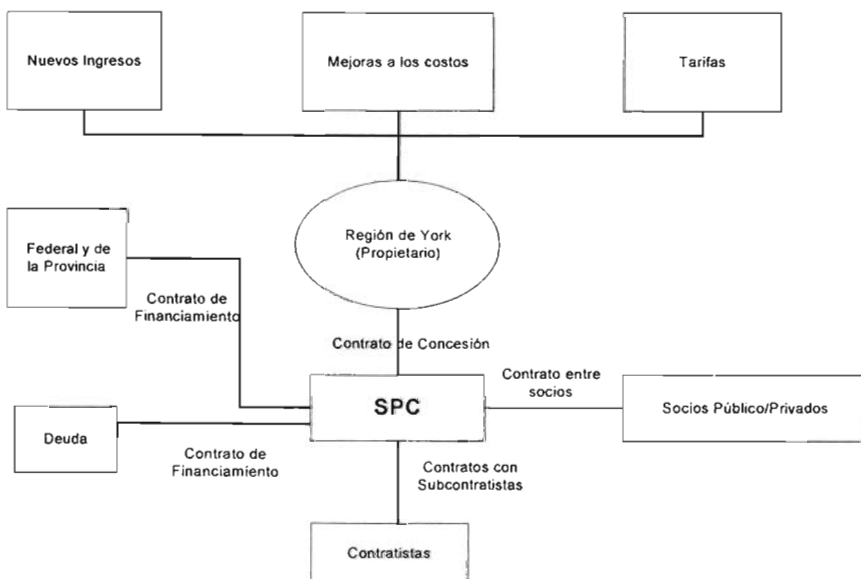 Nuevos Ingresos
Mejoras a los costos
Tarifas
Región de York
(Propietario)
Federal y de
la Provincia
Contrato de
Financiamiento
Contrato de Concesión
Contrato entre
socios
SPC
Socios Público/Privados
Deuda
Contrato de
Financiamiento
Contratos con
Subcontratistas
Contratistas